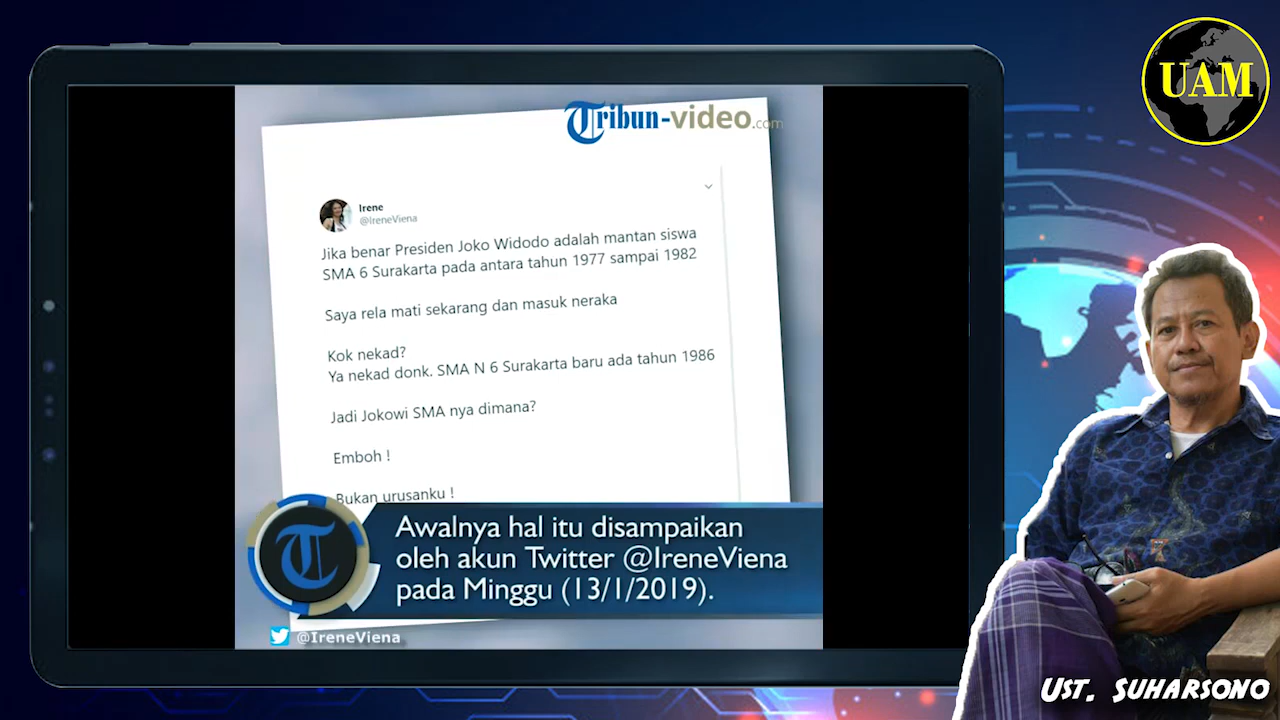 UAM
Tribun-video.com
Irene
@IreneViena
Jika benar Presiden Joko Widodo adalah mantan siswa
SMA 6 Surakarta pada antara tahun 1977 sampai 1982
Saya rela mati sekarang dan masuk neraka
Kok nekad?
Ya nekad donk. SMA N 6 Surakarta baru ada tahun 1986
Jadi Jokowi SMA nya dimana?
Emboh !
Bukan urusanku !
T
Awalnya hal itu disampaikan
oleh akun Twitter @IreneViena
pada Minggu (13/1/2019).
@IreneViena
UST. SUHARSONO